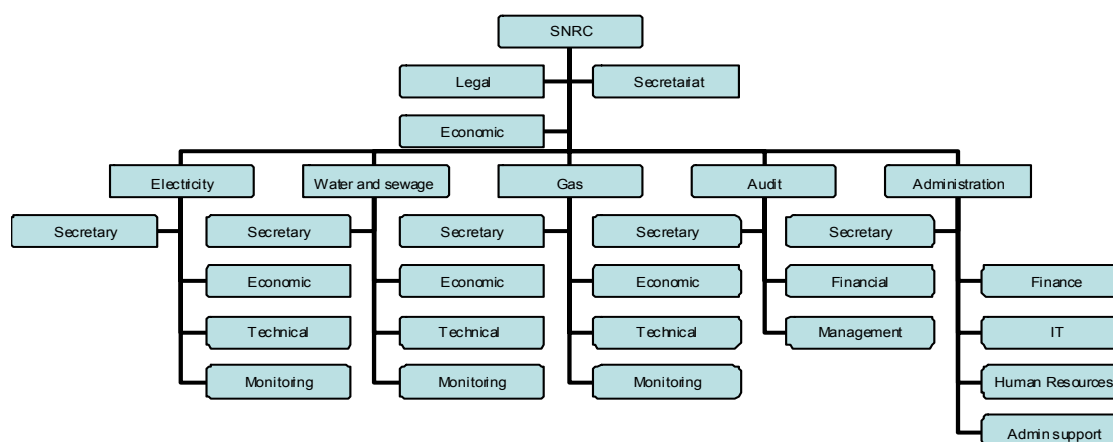 SNRC
Legal
Secretariat
Economic
Electricity
Water and sewage
Gas
Audit
Administration
Secretary
Secretary
Secretary
Secretary
Secretary
Economic
Economic
Economic
Financial
Finance
Technical
Technical
Technical
Management
IT
Monitoring
Monitoring
Monitoring
Human Resources
Admin support